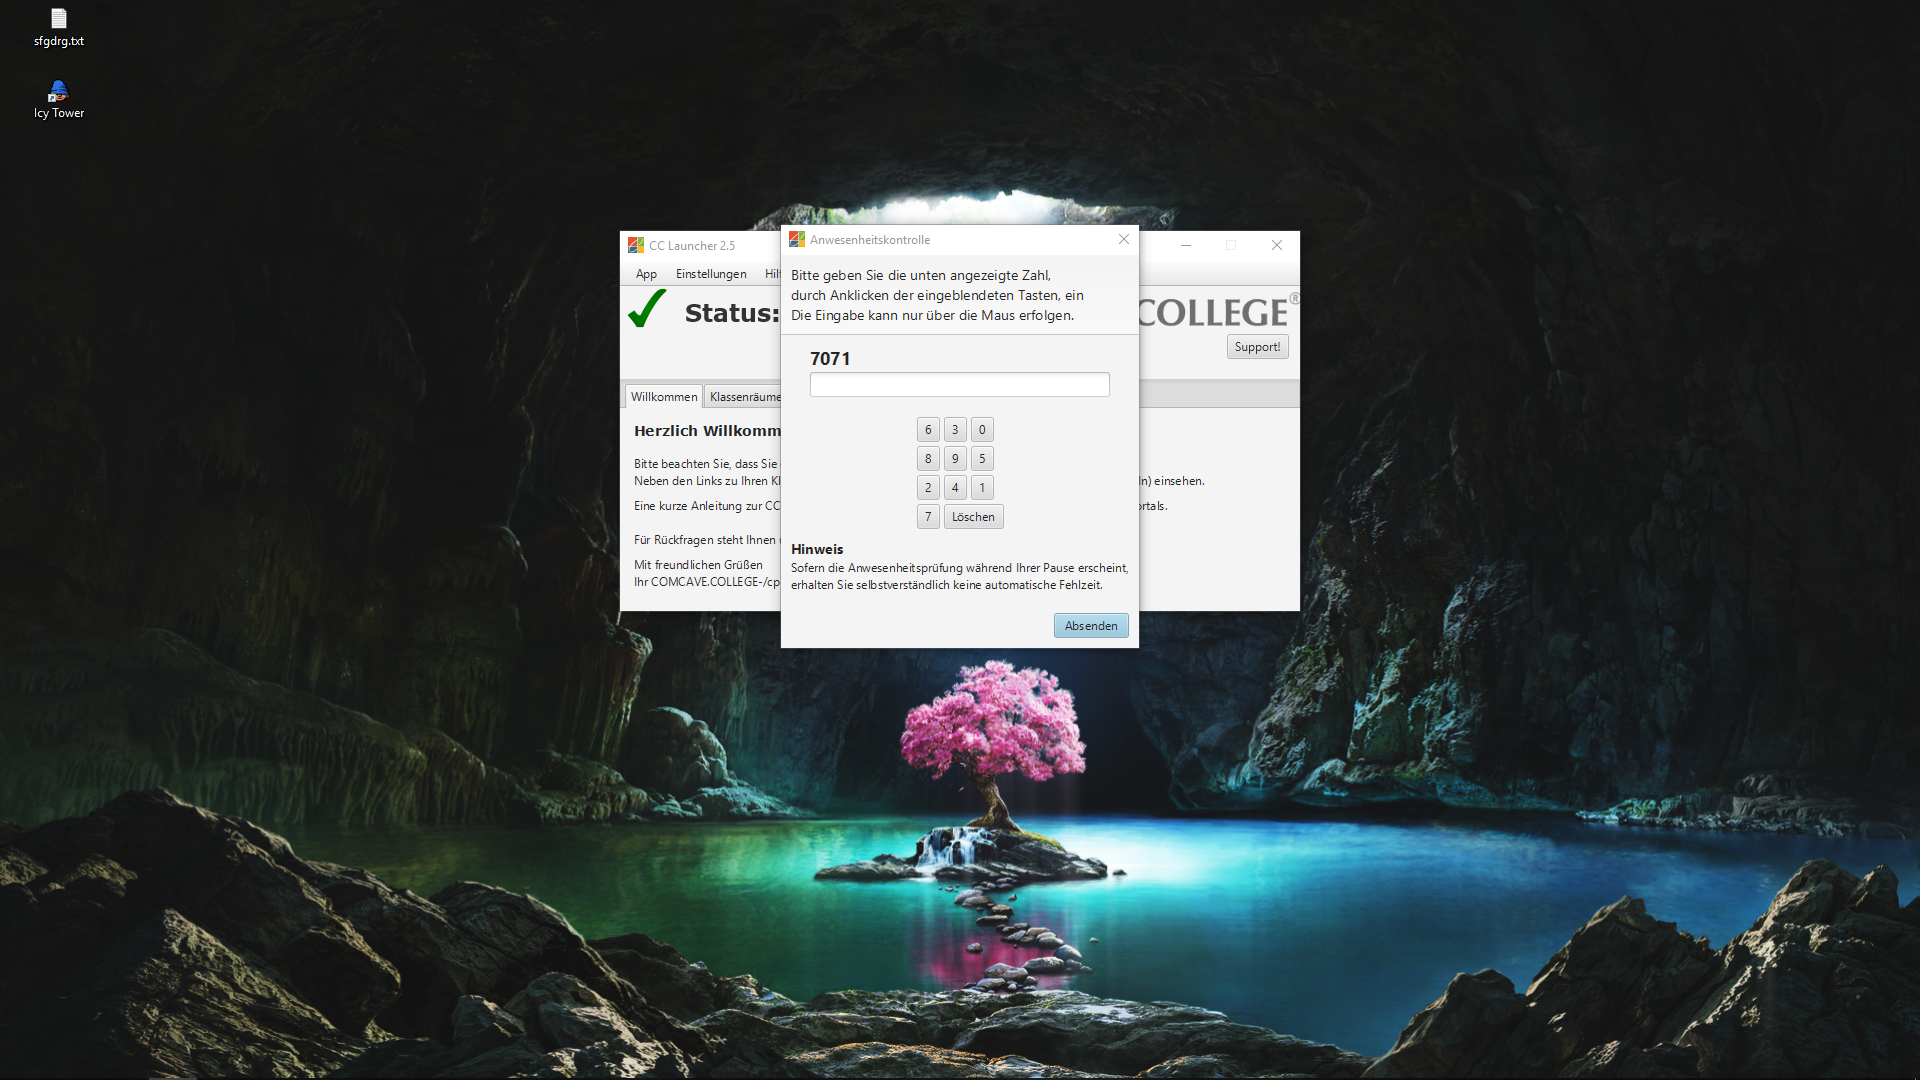 sfgdrg.txt
Icy Tower
CC Launcher 2.5
App Einstellungen
Status:
COLLEGE®
Support!
Willkommen Klassenräume
Herzlich
Bitte beachten Sie, dass Sie
Neben den Links zu Ihren
einsehen.
Eine kurze Anleitung zur CC
Für Rückfragen steht Ihnen
Mit freundlichen Grüßen
Ihr COMCAVE.COLLEGE-/cp
Anwesenheitskontrolle
Bitte geben Sie die unten angezeigte Zahl,
durch Anklicken der eingeblendeten Tasten, ein
Die Eingabe kann nur über die Maus erfolgen.
7071
6 3 0
8 9 5
2 4 1
7 Löschen
Hinweis
Sofern die Anwesenheitsprüfung während Ihrer Pause erscheint,
erhalten Sie selbstverständlich keine automatische Fehlzeit.
Absenden